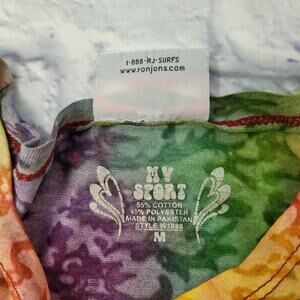 1-888-RJ-SURFS
www.ronjons.com
MY
SPORT
55% COTTON
45% POLYESTER
MADE IN PAKISTAN
STYLE W1888
M